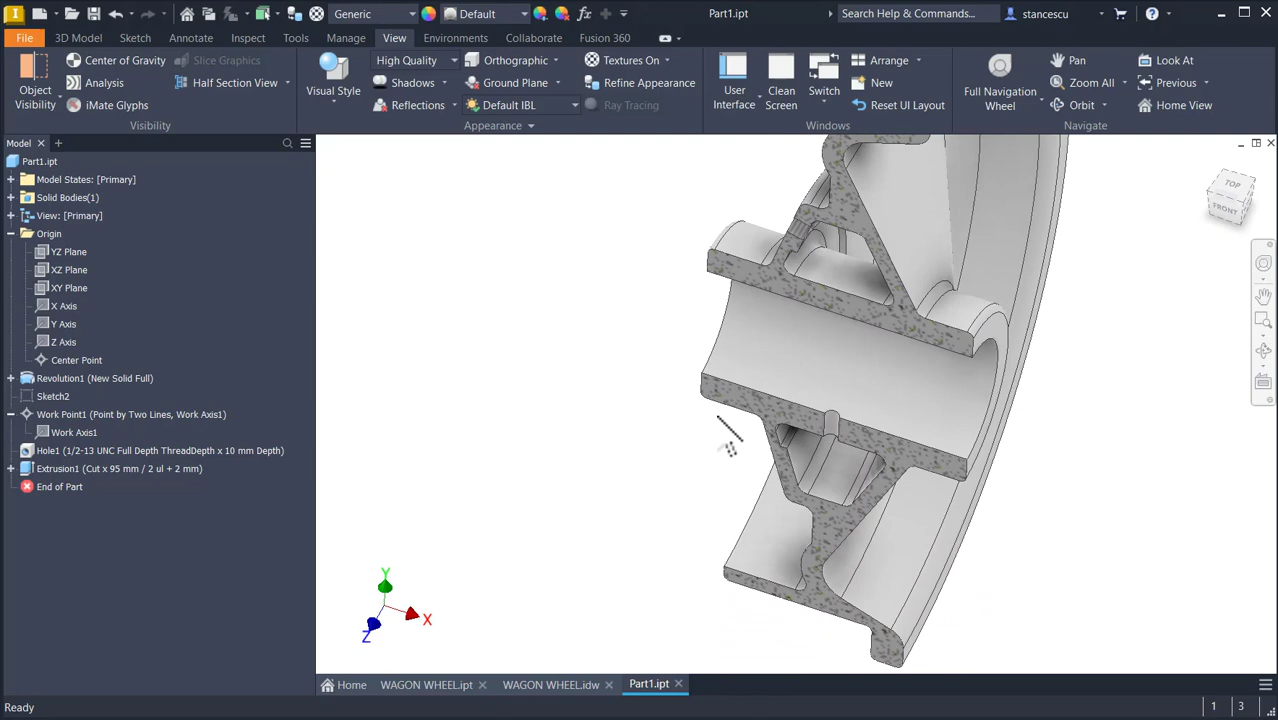 Generic
Default
Part1.ipt
Search Help & Commands...
stancescu
File
3D Model
Sketch
Annotate
Inspect
Tools
Manage
View
Environments
Collaborate
Fusion 360
Object
Visibility
Center of Gravity
Slice Graphics
Analysis
Half Section View
iMate Glyphs
Visibility
Visual Style
High Quality
Orthographic
Textures On
Shadows
Ground Plane
Refine Appearance
Reflections
Default IBL
Ray Tracing
Appearance
User
Interface
Clean
Screen
Switch
Arrange
New
Reset UI Layout
Windows
Full Navigation
Wheel
Pan
Look At
Zoom All
Previous
Orbit
Home View
Navigate
Model
Part1.ipt
Model States: [Primary]
Solid Bodies(1)
View: [Primary]
Origin
YZ Plane
XZ Plane
XY Plane
X Axis
Y Axis
Z Axis
Center Point
Revolution1 (New Solid Full)
Sketch2
Work Point1 (Point by Two Lines, Work Axis1)
Work Axis1
Hole1 (1/2-13 UNC Full Depth ThreadDepth x 10 mm Depth)
Extrusion1 (Cut x 95 mm / 2 ul + 2 mm)
End of Part
TOP
FRONT
Y
X
Z
Home
WAGON WHEEL.ipt
WAGON WHEEL.idw
Part1.ipt
Ready
1
3